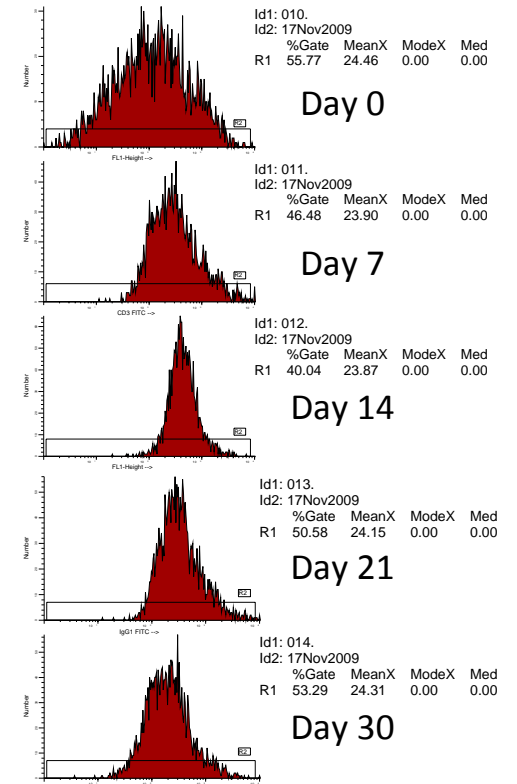 Id1: 010.
Id2: 17Nov2009
%Gate MeanX ModeX Med
R1 55.77 24.46 0.00 0.00
Day 0
Number
R2
FL1-Height -->
Id1: 011.
Id2: 17Nov2009
%Gate MeanX ModeX Med
R1 46.48 23.90 0.00 0.00
Day 7
Number
R2
CD3 FITC -->
Id1: 012.
Id2: 17Nov2009
%Gate MeanX ModeX Med
R1 40.04 23.87 0.00 0.00
Day 14
Number
R2
FL1-Height -->
Id1: 013.
Id2: 17Nov2009
%Gate MeanX ModeX Med
R1 50.58 24.15 0.00 0.00
Day 21
Number
R2
IgG1 FITC -->
Id1: 014.
Id2: 17Nov2009
%Gate MeanX ModeX Med
R1 53.29 24.31 0.00 0.00
Day 30
Number
R2